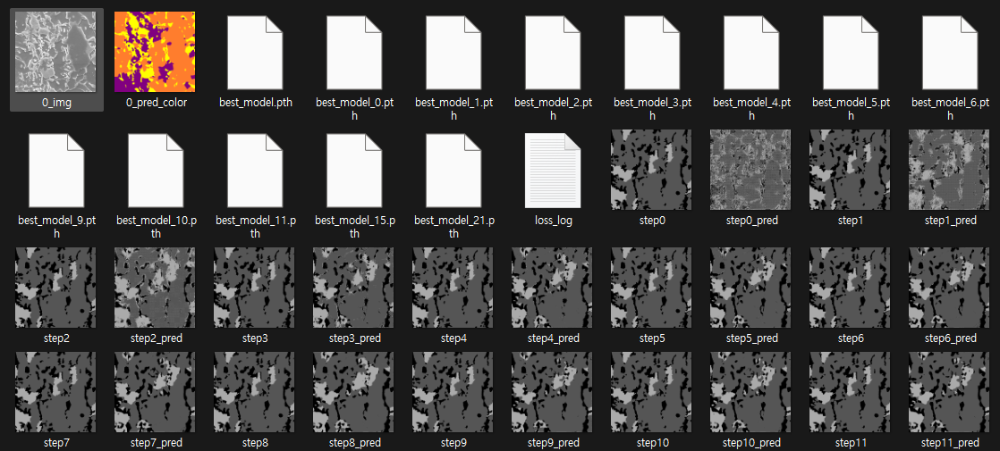 0_img
0_pred_color
best_model.pth
best_model_0.pt
h
best_model_1.pt
h
best_model_2.pt
h
best_model_3.pt
h
best_model_4.pt
h
best_model_5.pt
h
best_model_6.pt
h
best_model_9.pt
h
best_model_10.p
th
best_model_11.p
th
best_model_15.p
th
best_model_21.p
th
loss_log
step0
step0_pred
step1
step1_pred
step2
step2_pred
step3
step3_pred
step4
step4_pred
step5
step5_pred
step6
step6_pred
step7
step7_pred
step8
step8_pred
step9
step9_pred
step10
step10_pred
step11
step11_pred